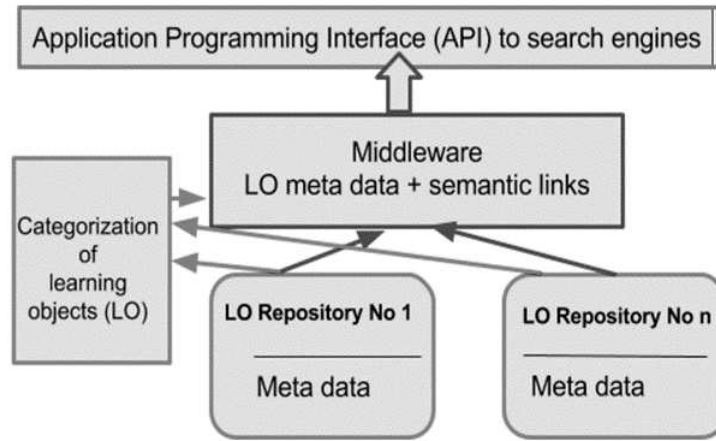 Application Programming Interface (API) to search engines
Middleware
LO meta data + semantic links
Categorization
of
learning
objects (LO)
LO Repository No 1
Meta data
LO Repository No n
Meta data